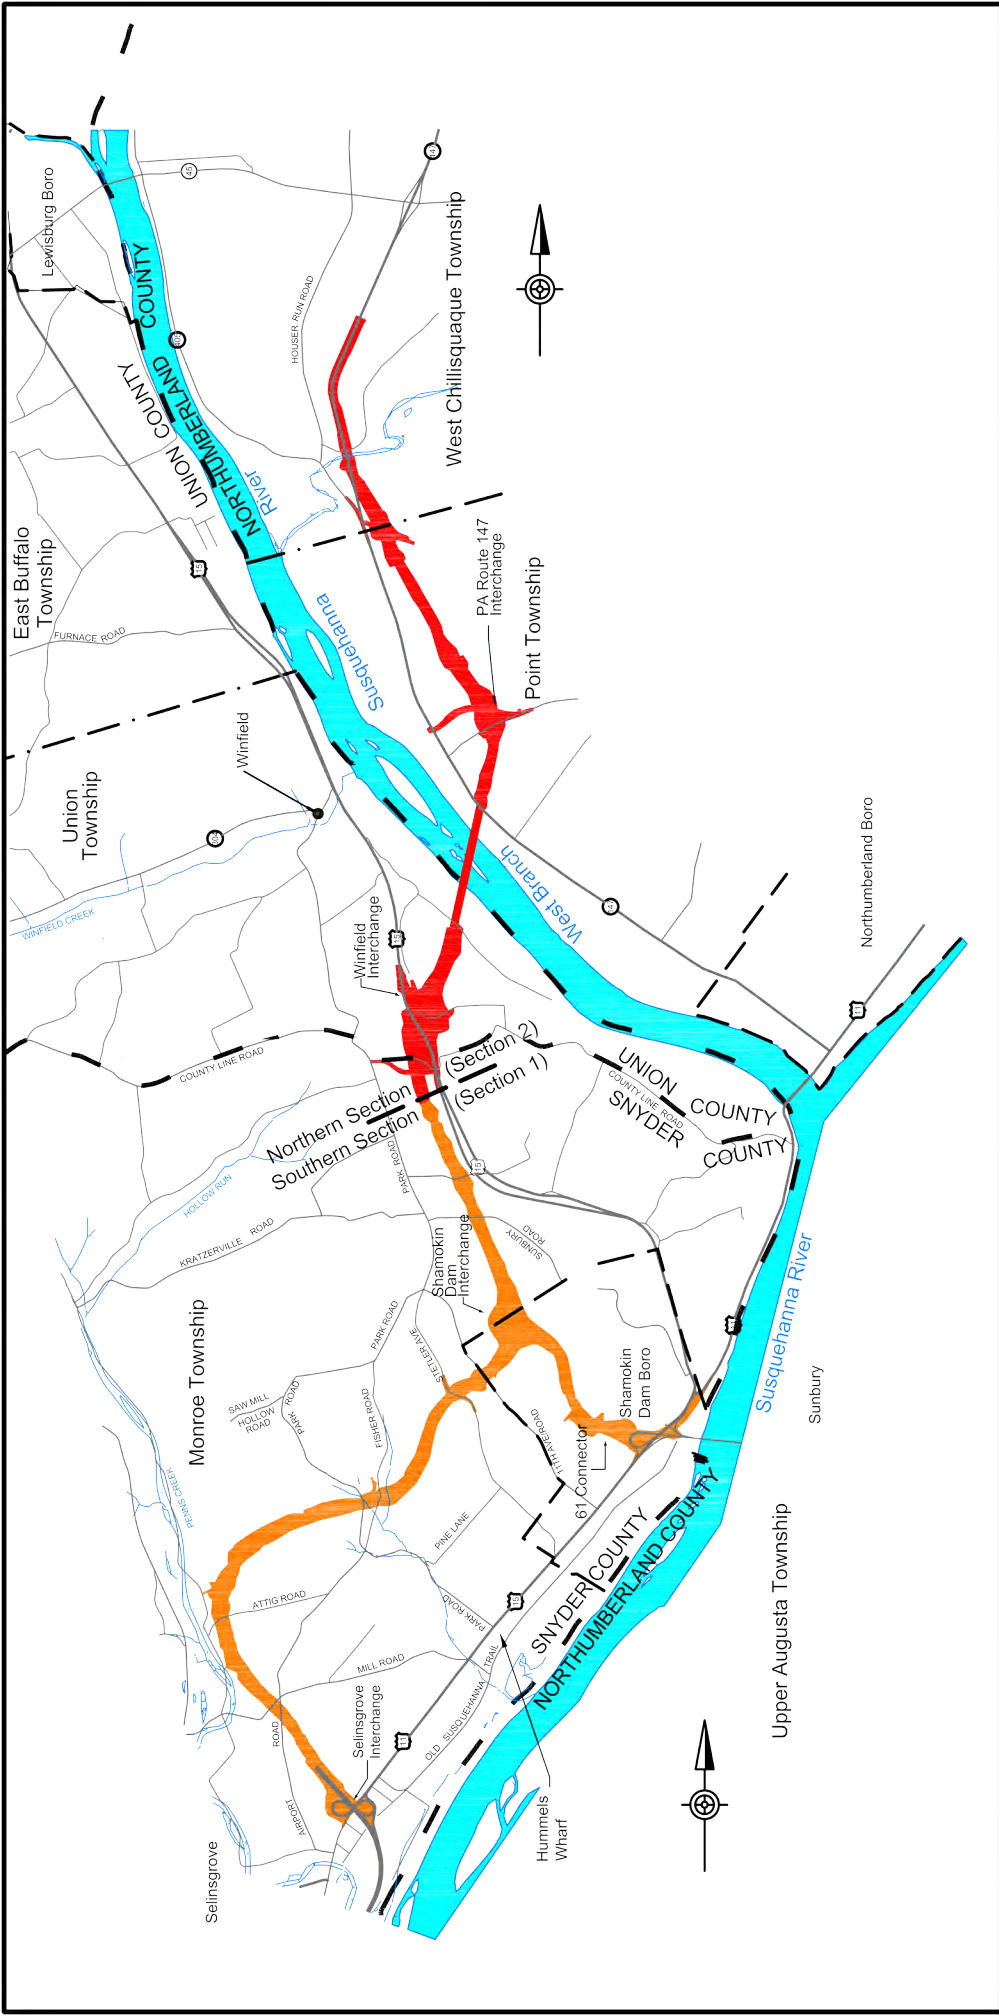 Lewisburg Boro
45
147
West Chillisquaque Township
HOUSER RUN ROAD
405
NORTHUMBERLAND COUNTY
UNION COUNTY
River
East Buffalo
Township
15
FURNACE ROAD
Susquehanna
PA Route 147
Interchange
Point Township
Winfield
Union
Township
304
WINFIELD CREEK
West Branch
147
Northumberland Boro
Winfield
Interchange
15
11
COUNTY LINE ROAD
Northern Section
(Section 2)
Southern Section
(Section 1)
UNION
COUNTY
COUNTY LINE ROAD
SNYDER
COUNTY
HOLLOW RUN
PARK ROAD
15
KRATZERVILLE ROAD
SUNBURY
ROAD
Shamokin
Dam
Interchange
Susquehanna River
Monroe Township
PARK ROAD
STETLER AVE
SAW MILL
HOLLOW
ROAD
PARK ROAD
FISHER ROAD
Shamokin
Dam Boro
11
Sunbury
11TH AVE ROAD
61 Connector
PENNS CREEK
PINE LANE
SNYDER COUNTY
NORTHUMBERLAND COUNTY
Upper Augusta Township
ATTIG ROAD
15
PARK ROAD
MILL ROAD
OLD SUSQUEHANNA TRAIL
Selinsgrove
Interchange
11
AIRPORT ROAD
Hummels
Wharf
Selinsgrove